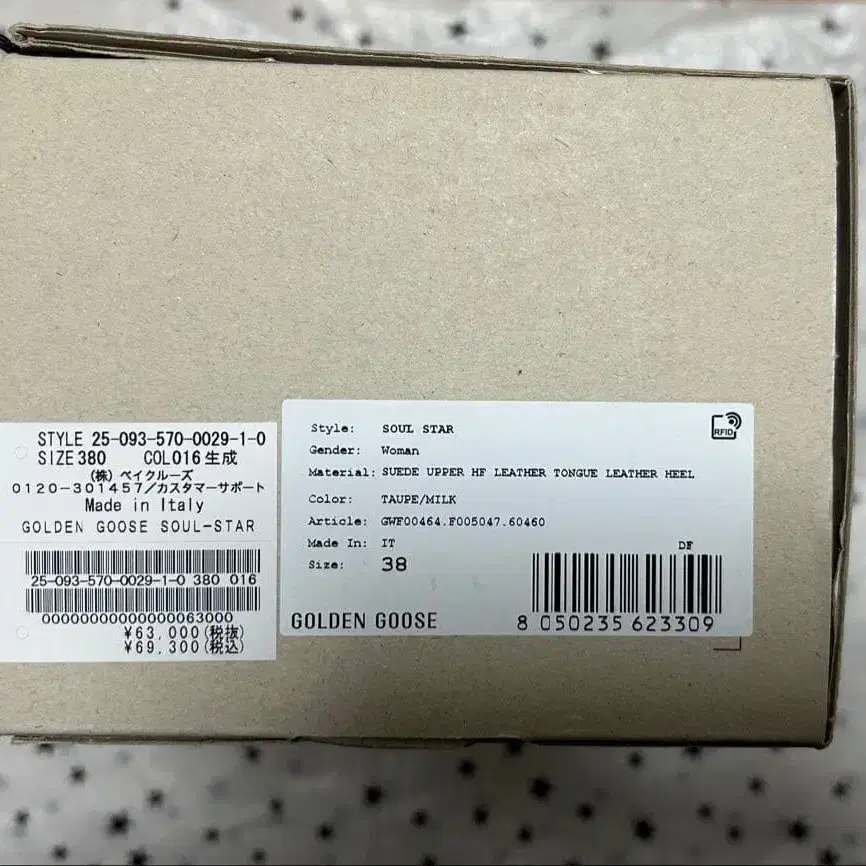 STYLE 25-093-570-0029-1-0
SIZE 380 COL 016 生成
(株) ベイクルーズ
0120-301457/カスタマーサポート
Made in Italy
GOLDEN GOOSE SOUL-STAR
25-093-570-0029-1-0 380 016
000000000000000063000
¥63,000(税抜)
¥69,300(税込)
RFID
Style: SOUL STAR
Gender: Woman
Material: SUEDE UPPER HF LEATHER TONGUE LEATHER HEEL
Color: TAUPE/MILK
Article: GWF00464.F005047.60460
Made In: IT
DF
Size: 38
GOLDEN GOOSE
8 050235 623309